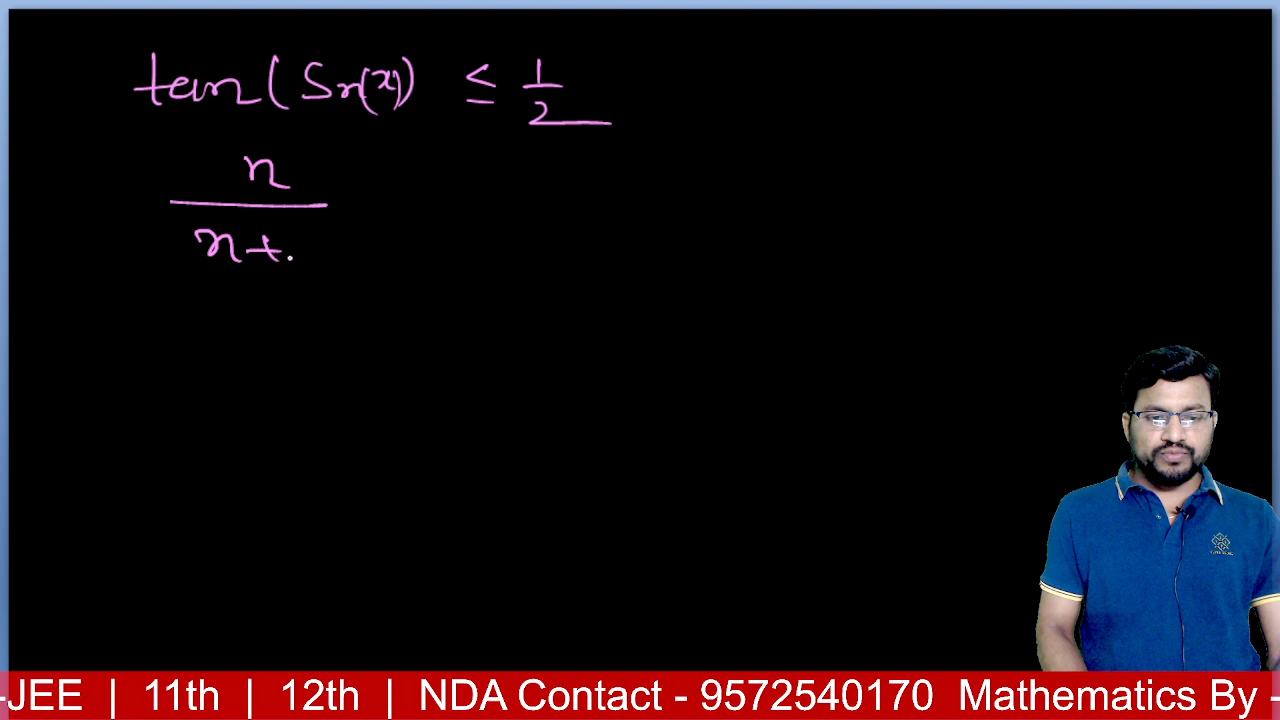 tan(Sn(x)) ≤ 1/2
n
n+.
-JEE | 11th | 12th | NDA Contact - 9572540170 Mathematics By -